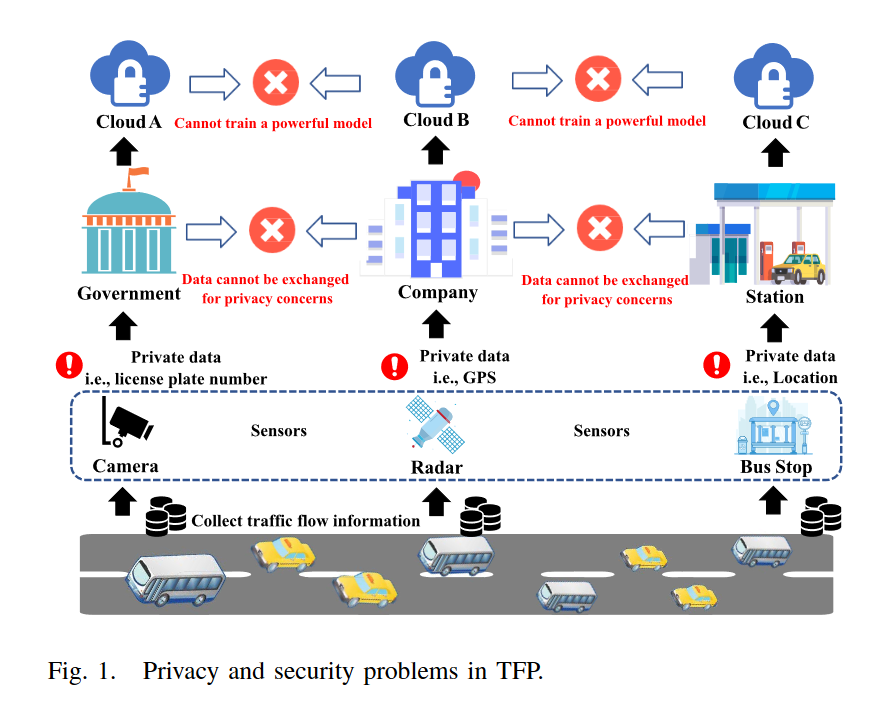 Cloud A
Cannot train a powerful model
Cloud B
Cannot train a powerful model
Cloud C
Government
Data cannot be exchanged
for privacy concerns
Company
Data cannot be exchanged
for privacy concerns
Station
Private data
i.e., license plate number
Private data
i.e., GPS
Private data
i.e., Location
Camera
Sensors
Radar
Sensors
Bus Stop
Collect traffic flow information
Fig. 1. Privacy and security problems in TFP.